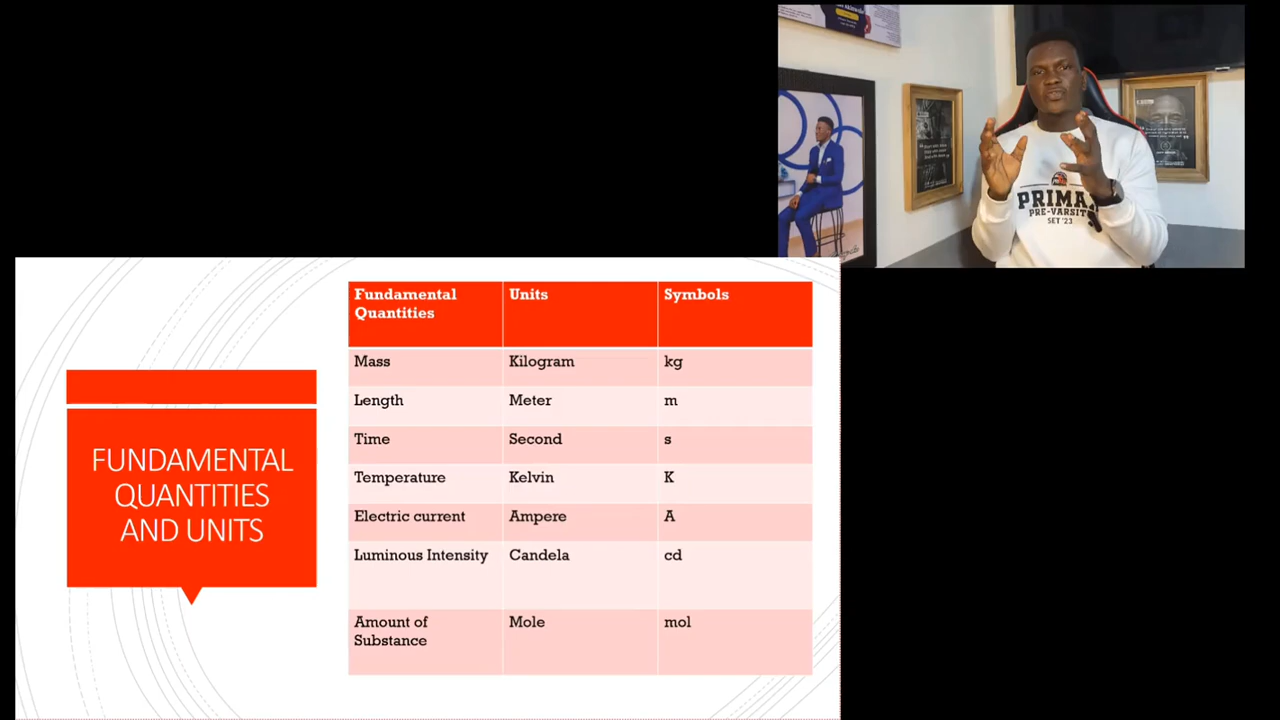 PRIMA
PRE-VARSIT
SET '23
FUNDAMENTAL
QUANTITIES
AND UNITS
Fundamental Quantities Units Symbols
Mass Kilogram kg
Length Meter m
Time Second s
Temperature Kelvin K
Electric current Ampere A
Luminous Intensity Candela cd
Amount of Substance Mole mol